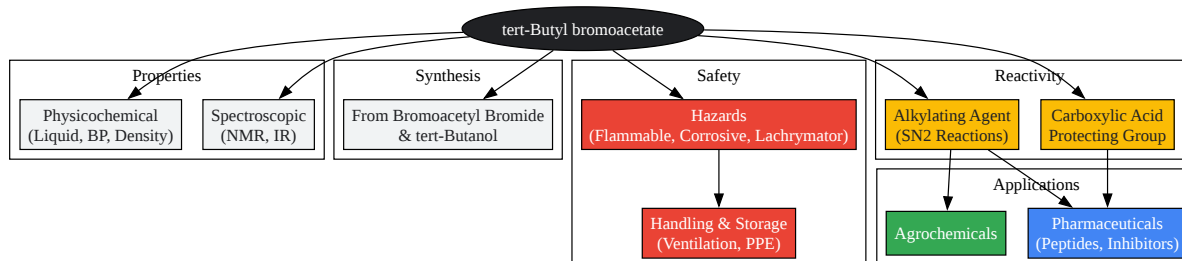 tert-Butyl bromoacetate
Properties
Synthesis
Safety
Reactivity
Physicochemical
(Liquid, BP, Density)
Spectroscopic
(NMR, IR)
From Bromoacetyl Bromide
& tert-Butanol
Hazards
(Flammable, Corrosive, Lachrymator)
Alkylating Agent
(SN2 Reactions)
Carboxylic Acid
Protecting Group
Applications
Handling & Storage
(Ventilation, PPE)
Agrochemicals
Pharmaceuticals
(Peptides, Inhibitors)